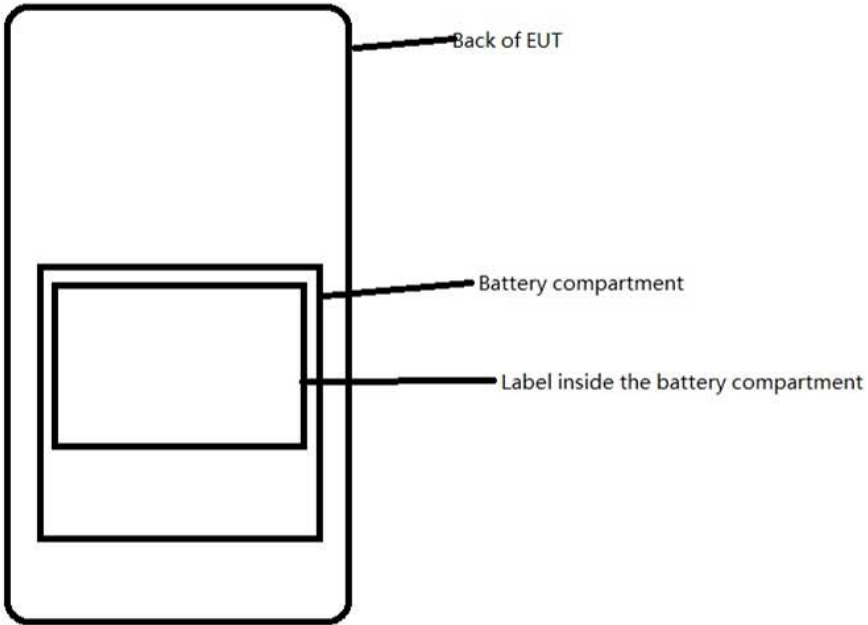 Back of EUT
Battery compartment
Label inside the battery compartment